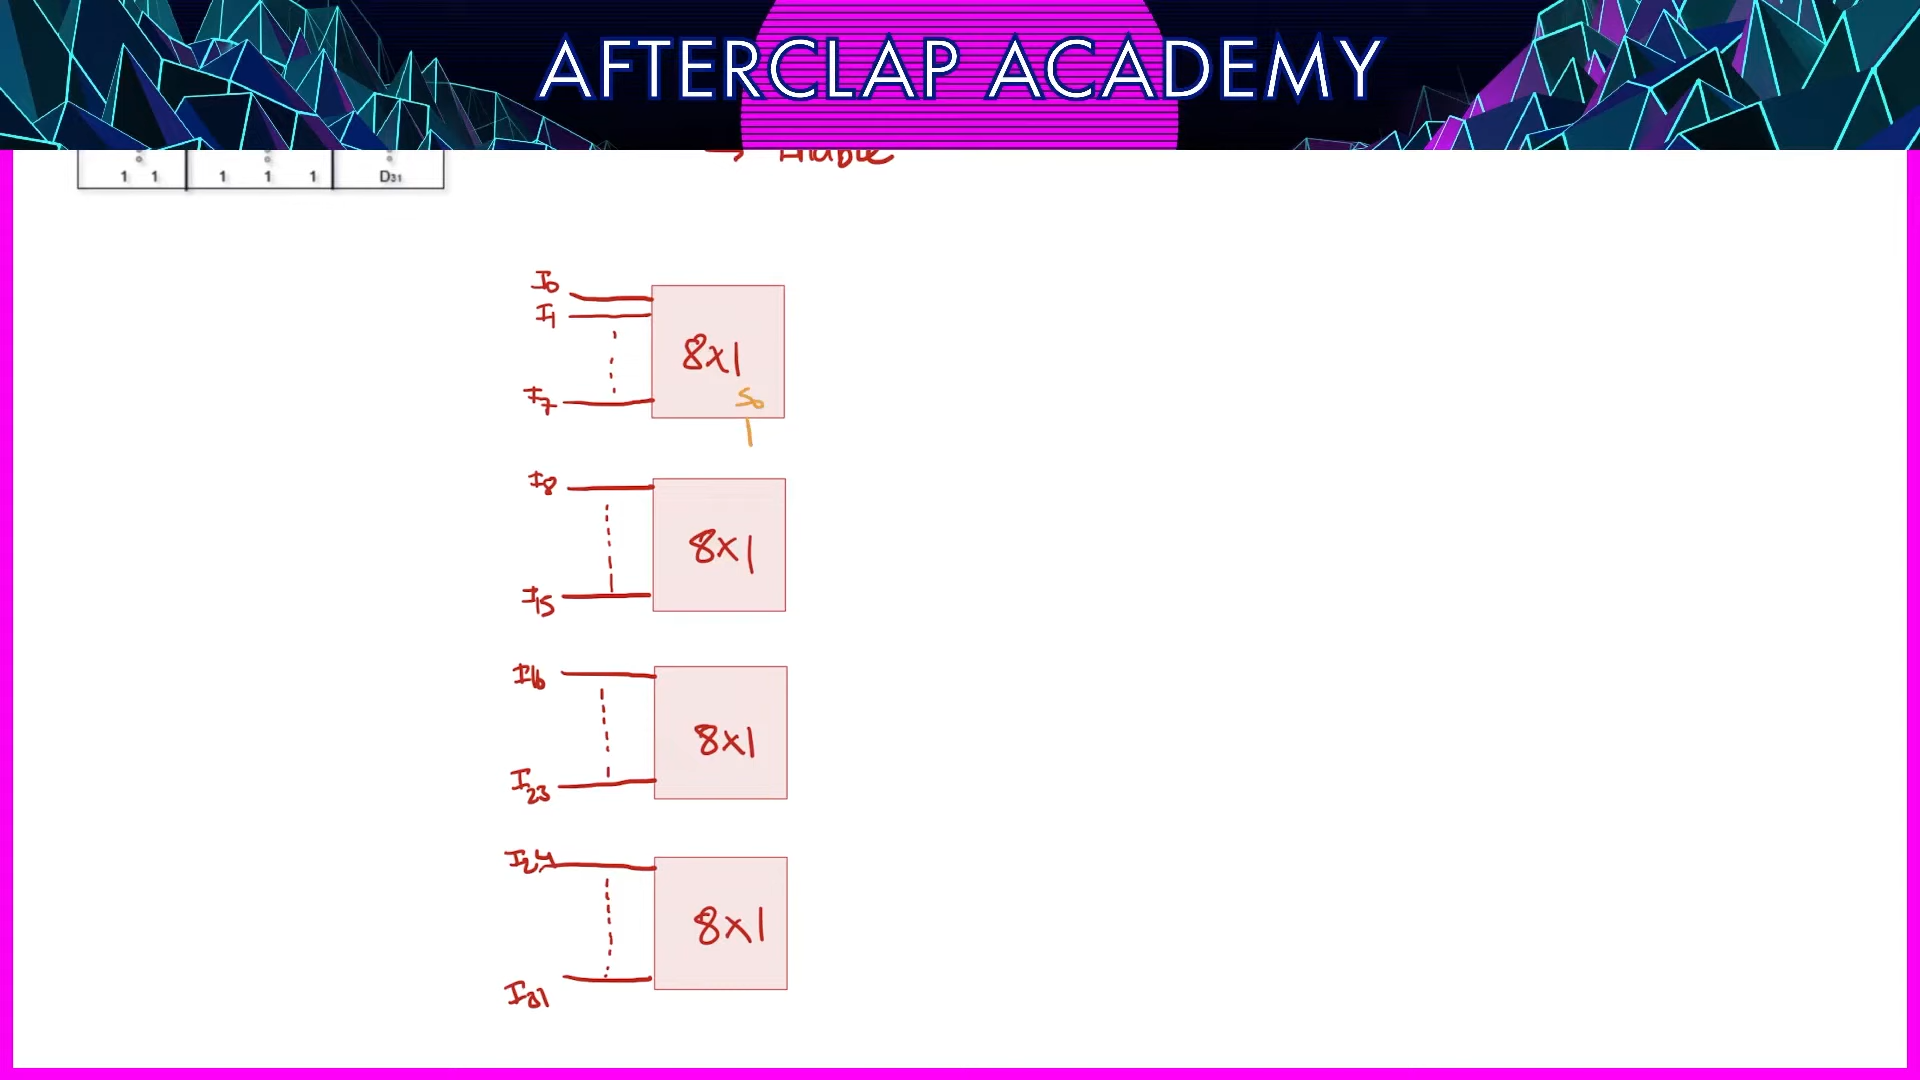 AFTERCLAP ACADEMY
1 1 1 1 1 D31
I0
I1
8x1
I7
S0
I8
8x1
I15
I16
8x1
I23
I24
8x1
I31